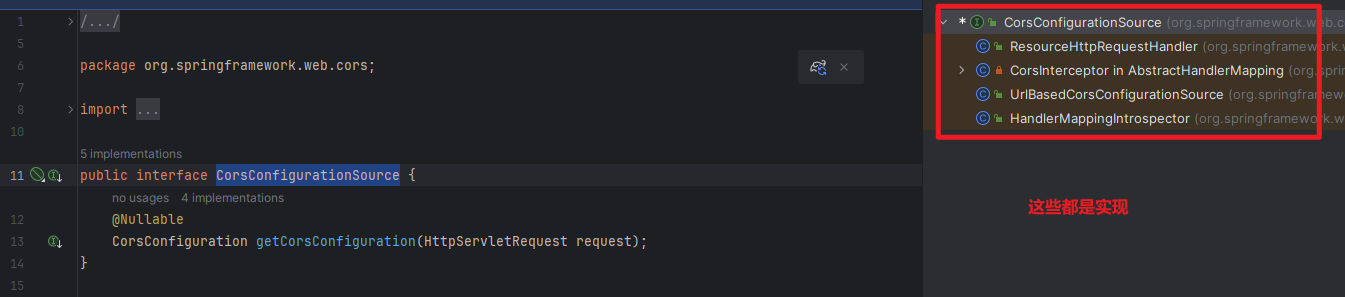 1 /.../
5
6 package org.springframework.web.cors;
7
8 import ...
10
5 implementations
11 public interface CorsConfigurationSource {
no usages 4 implementations
12 @Nullable
13 CorsConfiguration getCorsConfiguration(HttpServletRequest request);
14 }
15
* CorsConfigurationSource (org.springframework.web.c
ResourceHttpRequestHandler (org.springframework.w
CorsInterceptor in AbstractHandlerMapping (org.spring
UrlBasedCorsConfigurationSource (org.springframewor
HandlerMappingIntrospector (org.springframework.w
这些都是实现